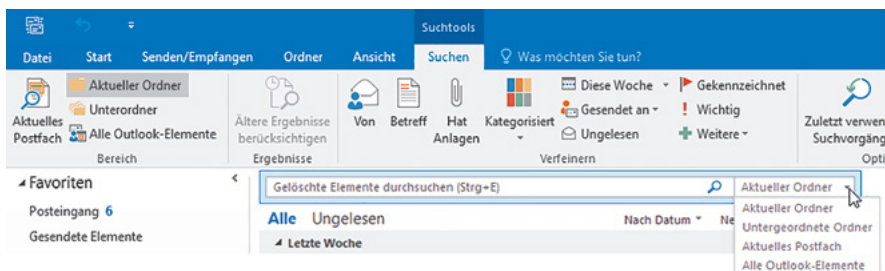 Suchtools
Datei Start Senden/Empfangen Ordner Ansicht Suchen Was möchten Sie tun?
Aktueller Ordner Diese Woche Gekennzeichnet
Unterordner Gesendet an Wichtig
Aktuelles Postfach Alle Outlook-Elemente Ältere Ergebnisse berücksichtigen Von Betreff Hat Anlagen Kategorisiert Ungelesen Weitere Zuletzt verwen
Suchvorgäng
Bereich Ergebnisse Verfeinern Opti
Favoriten Gelöschte Elemente durchsuchen (Strg+E) Aktueller Ordner
Posteingang 6 Alle Ungelesen Nach Datum Ne Aktueller Ordner
Untergeordnete Ordner
Gesendete Elemente Letzte Woche Aktuelles Postfach
Alle Outlook-Elemente